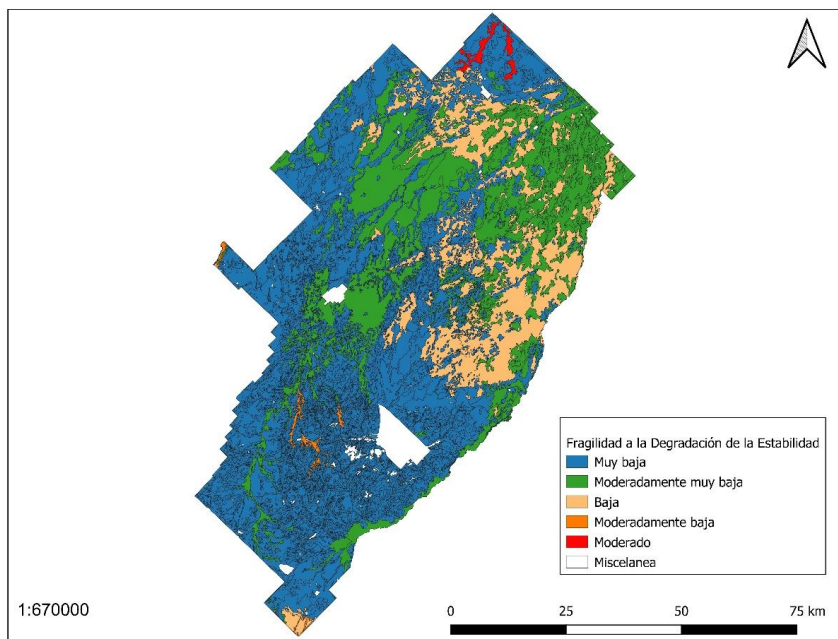 Fragilidad a la Degradación de la Estabilidad
Muy baja
Moderadamente muy baja
Baja
Moderadamente baja
Moderado
Miscelanea
1:670000
0 25 50 75 km